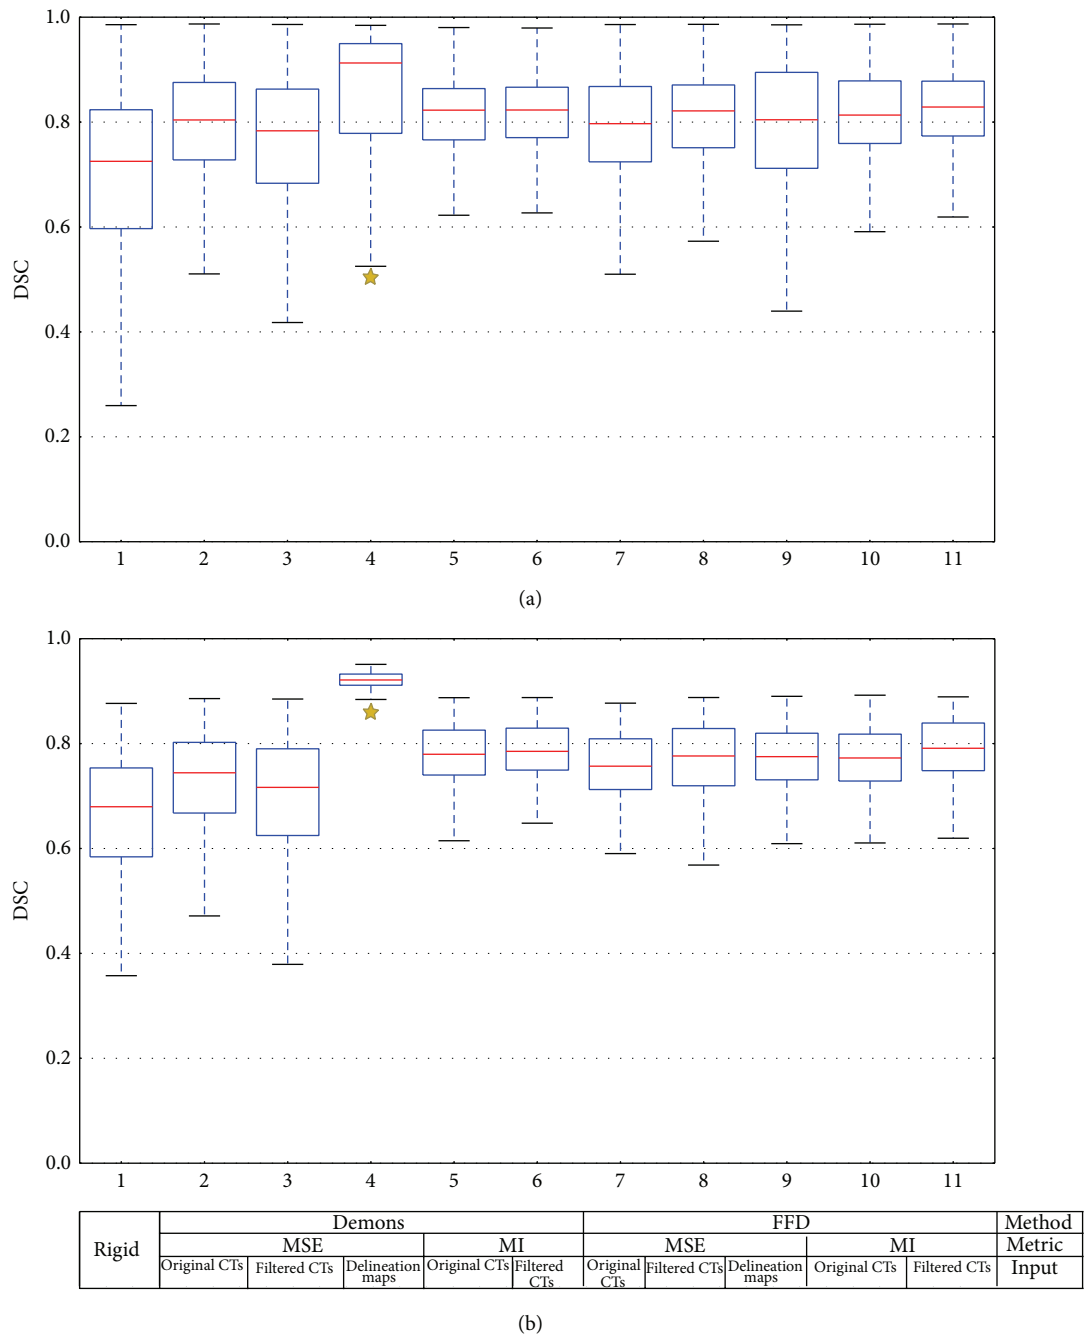 1.0
0.8
0.6
0.4
0.2
0.0
DSC
1 2 3 4 5 6 7 8 9 10 11
(a)
1.0
0.8
0.6
0.4
0.2
0.0
DSC
1 2 3 4 5 6 7 8 9 10 11
Rigid
Demons FFD Method
MSE MI MSE MI Metric
Original CTs Filtered CTs Delineation maps Original CTs Filtered CTs Original CTs Filtered CTs Delineation maps Original CTs Filtered CTs Input
(b)